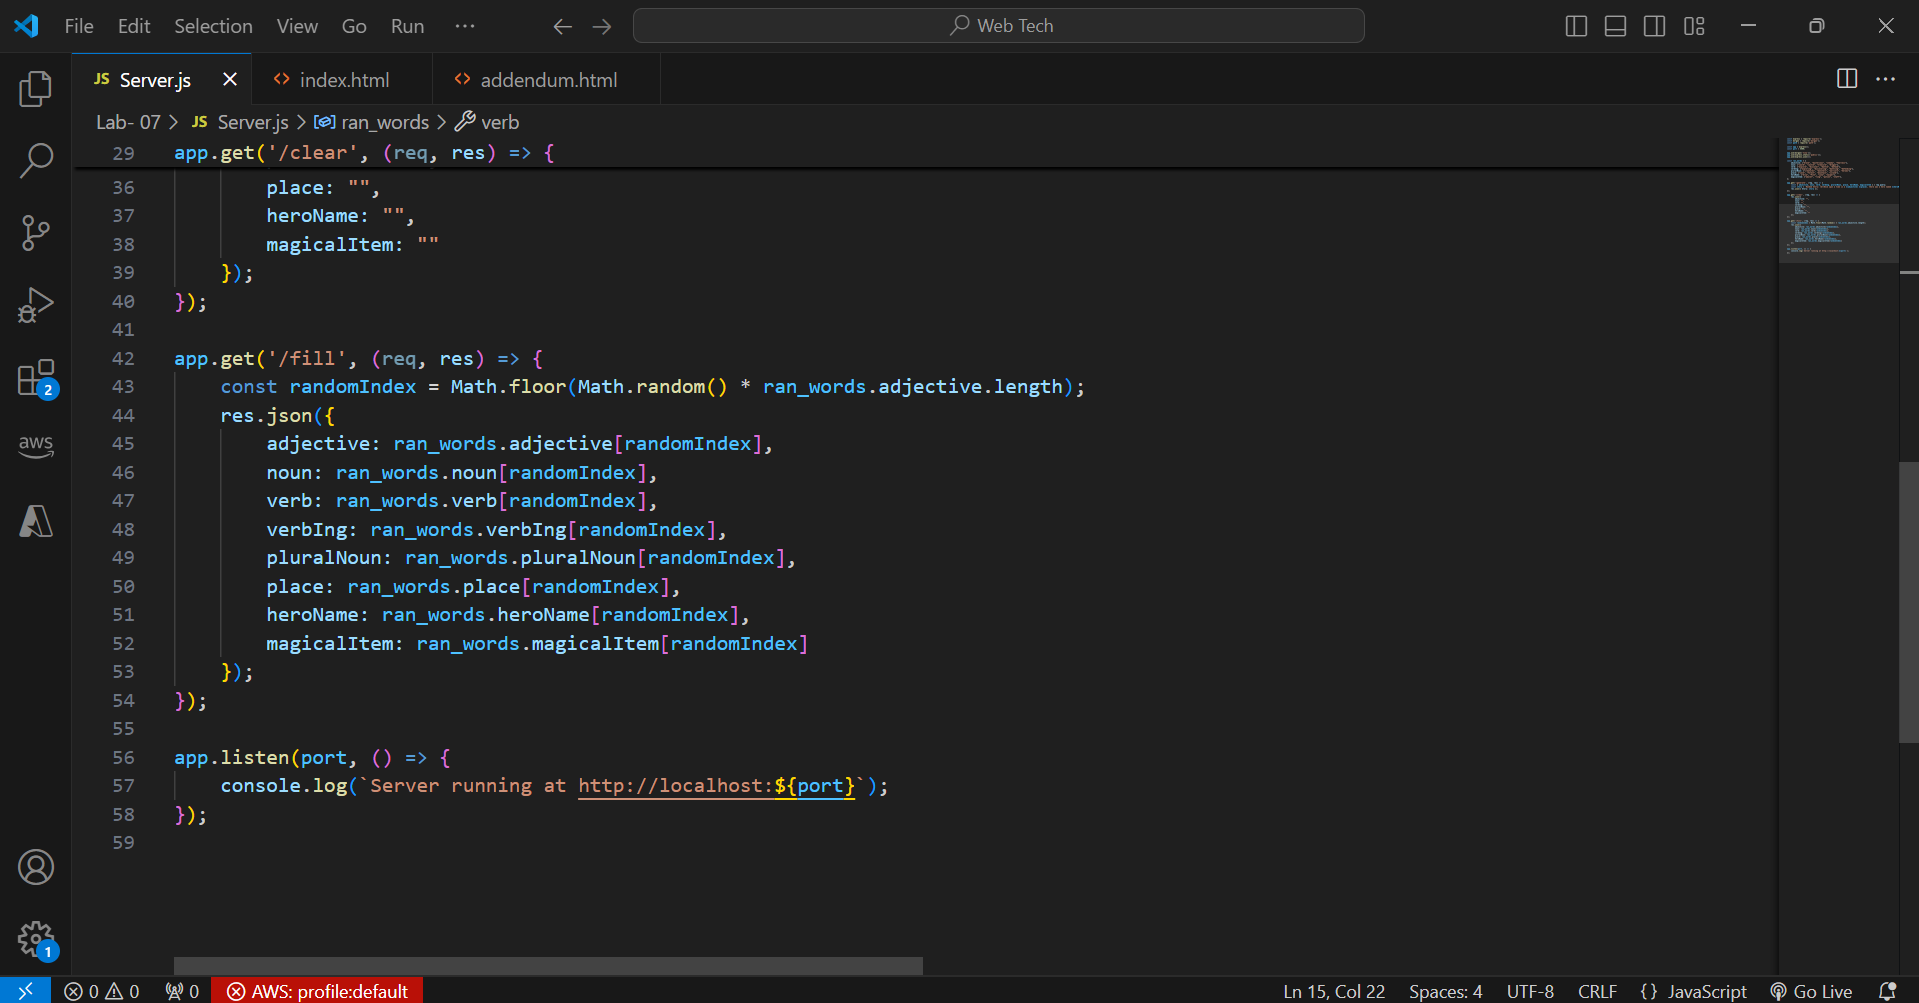 File Edit Selection View Go Run ··· Web Tech
JS Server.js index.html addendum.html
Lab- 07 > JS Server.js > ran_words > verb
29 app.get('/clear', (req, res) => {
36 place: "",
37 heroName: "",
38 magicalItem: ""
39 });
40 });
41
42 app.get('/fill', (req, res) => {
43 const randomIndex = Math.floor(Math.random() * ran_words.adjective.length);
44 res.json({
45 adjective: ran_words.adjective[randomIndex],
46 noun: ran_words.noun[randomIndex],
47 verb: ran_words.verb[randomIndex],
48 verbIng: ran_words.verbIng[randomIndex],
49 pluralNoun: ran_words.pluralNoun[randomIndex],
50 place: ran_words.place[randomIndex],
51 heroName: ran_words.heroName[randomIndex],
52 magicalItem: ran_words.magicalItem[randomIndex]
53 });
54 });
55
56 app.listen(port, () => {
57 console.log(`Server running at http://localhost:${port}`);
58 });
59
2
aws
1
0 0 0 AWS: profile:default Ln 15, Col 22 Spaces: 4 UTF-8 CRLF {} JavaScript Go Live